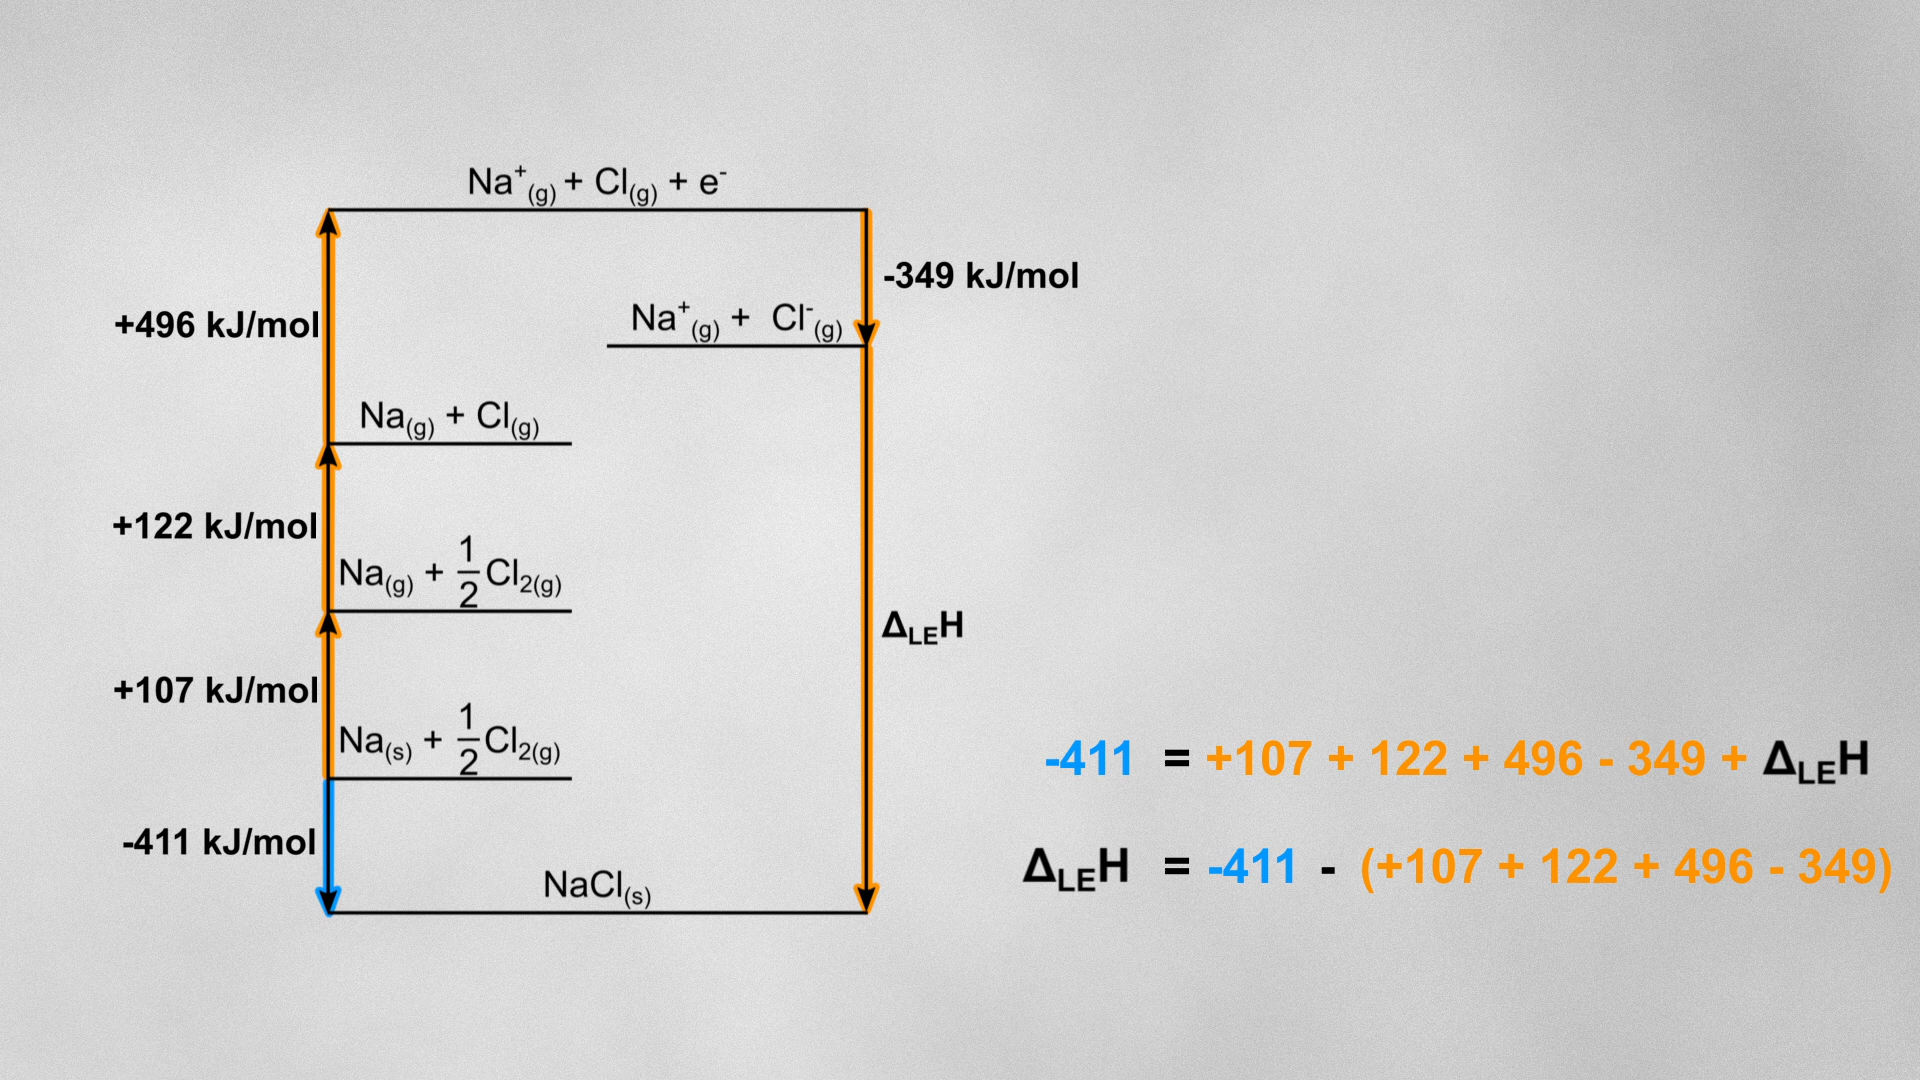 Na⁺(g) + Cl(g) + e⁻
-349 kJ/mol
+496 kJ/mol
Na⁺(g) + Cl⁻(g)
Na(g) + Cl(g)
+122 kJ/mol
Na(g) + 1/2 Cl₂(g)
ΔLEH
+107 kJ/mol
Na(s) + 1/2 Cl₂(g)
-411 = +107 + 122 + 496 - 349 + ΔLEH
-411 kJ/mol
NaCl(s)
ΔLEH = -411 - (+107 + 122 + 496 - 349)